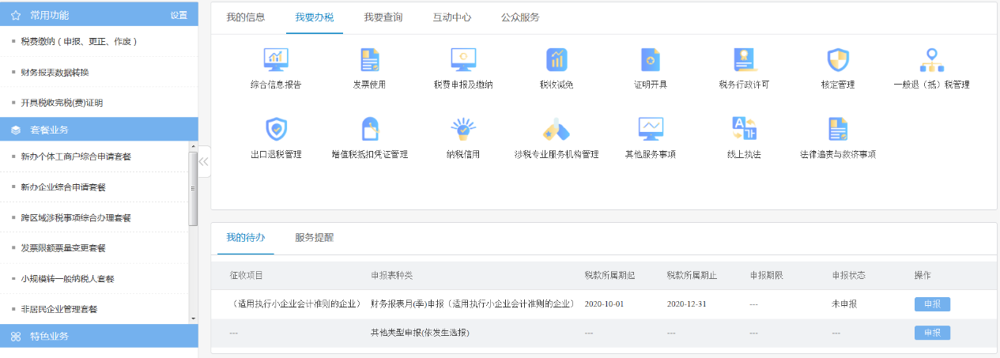 常用功能 设置
税费缴纳（申报、更正、作废）
财务报表数据转换
开具税收完税(费)证明
套餐业务
新办个体工商户综合申请套餐
新办企业综合申请套餐
跨区域涉税事项综合办理套餐
发票限额票量变更套餐
小规模转一般纳税人套餐
非居民企业管理套餐
特色业务
我的信息 我要办税 我要查询 互动中心 公众服务
综合信息报告 发票使用 税费申报及缴纳 税收减免 证明开具 税务行政许可 核定管理 一般退（抵）税管理
出口退税管理 增值税抵扣凭证管理 纳税信用 涉税专业服务机构管理 其他服务事项 线上执法 法律追责与救济事项
我的待办 服务提醒
征收项目 申报表种类 税款所属期起 税款所属期止 申报期限 申报状态 操作
（适用执行小企业会计准则的企业） 财务报表月(季)申报（适用执行小企业会计准则的企业） 2020-10-01 2020-12-31 --- 未申报 申报
--- 其他类型申报(依发生选报) --- --- --- --- 申报